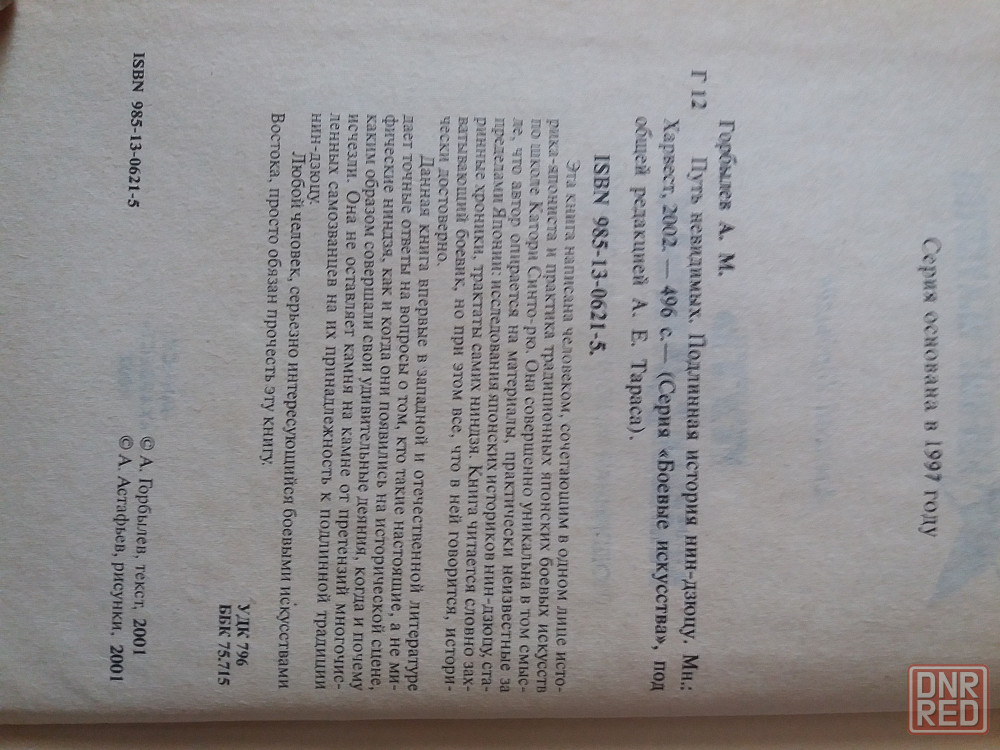 Серия основана в 1997 году
Горбылев А. М.
Г 12 Путь невидимых. Подлинная история нин-дзюцу. Мн.:
Харвест, 2002. — 496 с.— (Серия «Боевые искусства», под
общей редакцией А. Е. Тараса).
ISBN 985-13-0621-5.
Эта книга написана человеком, сочетающим в одном лице исто-
рика-япониста и практика традиционных японских боевых искусств
по школе Катори Синто-рю. Она совершенно уникальна в том смыс-
ле, что автор опирается на материалы, практически неизвестные за
пределами Японии: исследования японских историков нин-дзюцу, ста-
ринные хроники, трактаты самих ниндзя. Книга читается словно зах-
ватывающий боевик, но при этом все, что в ней говорится, истори-
чески достоверно.
Данная книга впервые в западной и отечественной литературе
дает точные ответы на вопросы о том, кто такие настоящие, а не ми-
фические ниндзя, как и когда они появились на исторической сцене,
каким образом совершали свои удивительные деяния, когда и почему
исчезли. Она не оставляет камня на камне от претензий многочис-
ленных самозванцев на их принадлежность к подлинной традиции
нин-дзюцу.
Любой человек, серьезно интересующийся боевыми искусствами
Востока, просто обязан прочесть эту книгу.
УДК 796
ББК 75.715
ISBN 985-13-0621-5
© А. Горбылев, текст, 2001
© А. Астафьев, рисунки, 2001
DNR
RED